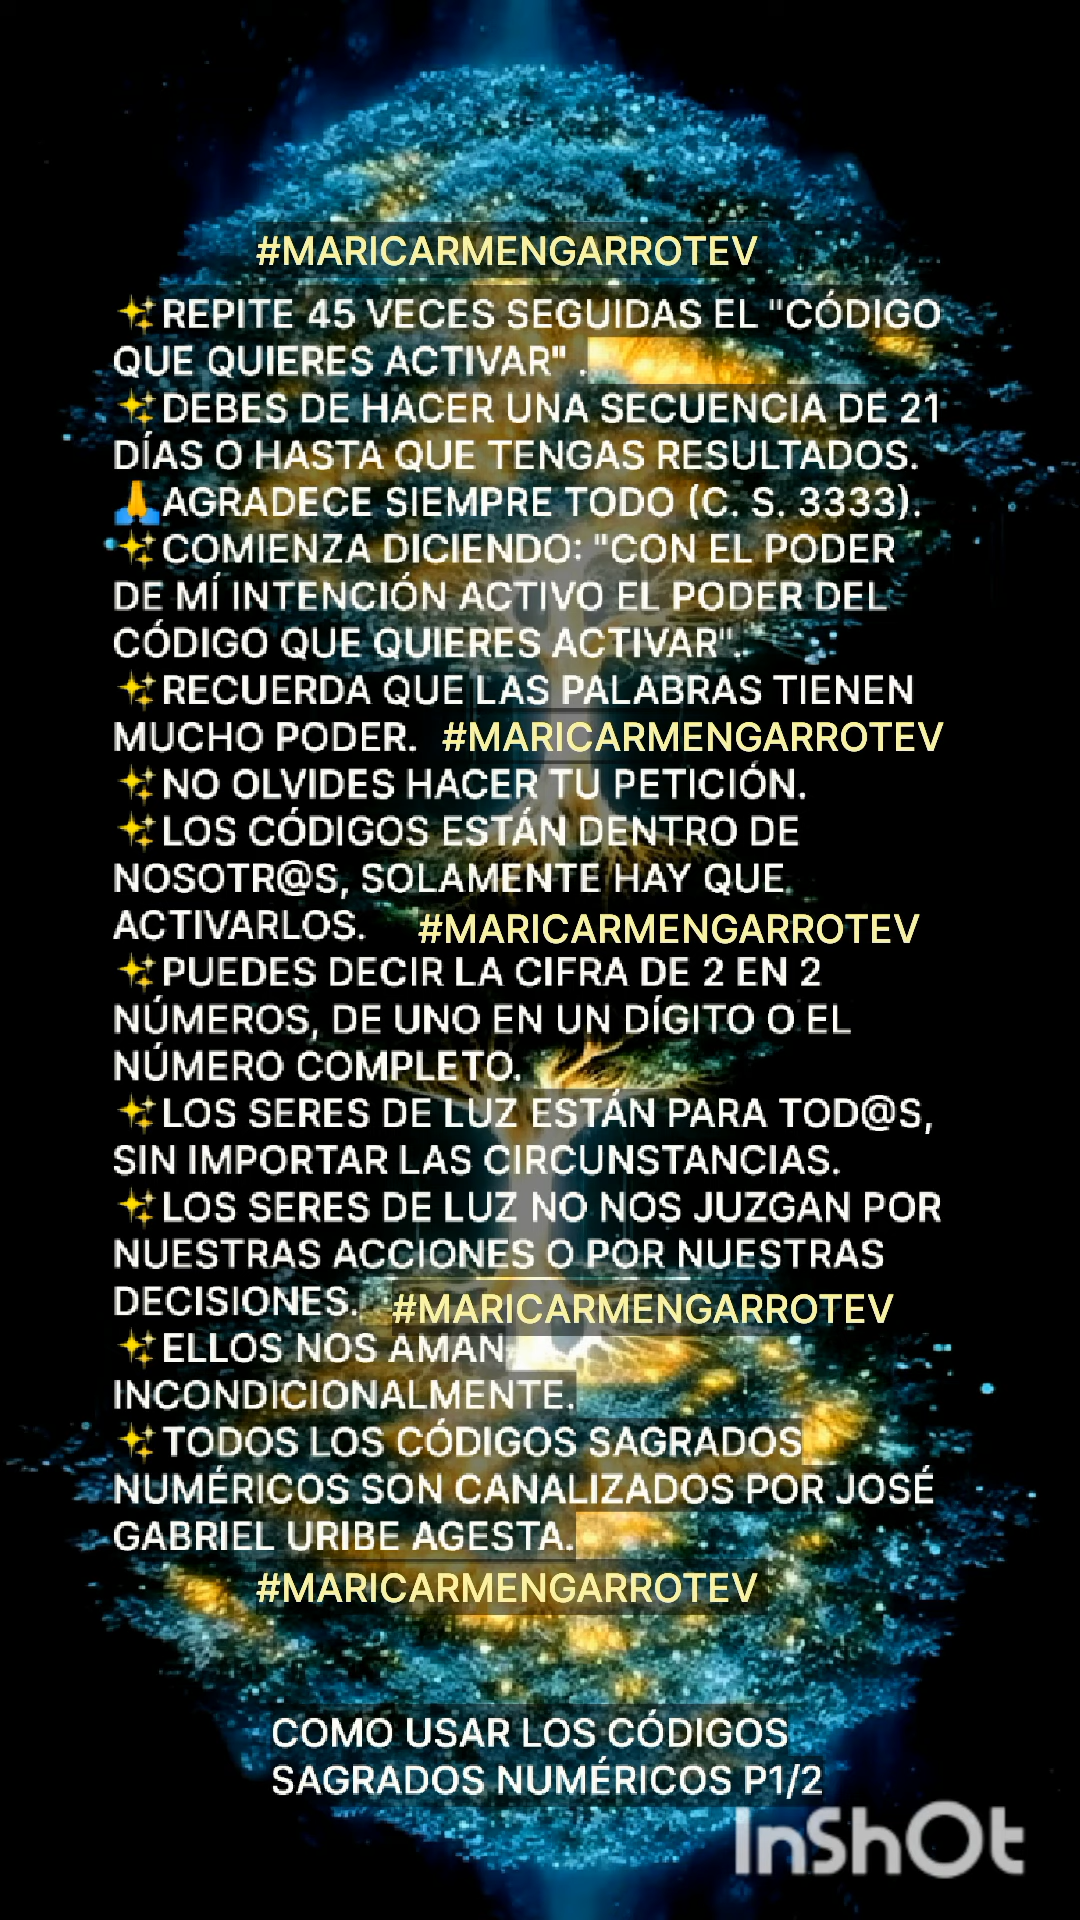 #MARICARMENGARROTEV
✨REPITE 45 VECES SEGUIDAS EL "CÓDIGO
QUE QUIERES ACTIVAR" .
✨DEBES DE HACER UNA SECUENCIA DE 21
DÍAS O HASTA QUE TENGAS RESULTADOS.
🙏AGRADECE SIEMPRE TODO (C. S. 3333).
✨COMIENZA DICIENDO: "CON EL PODER
DE MÍ INTENCIÓN ACTIVO EL PODER DEL
CÓDIGO QUE QUIERES ACTIVAR"..
✨RECUERDA QUE LAS PALABRAS TIENEN
MUCHO PODER. #MARICARMENGARROTEV
✨NO OLVIDES HACER TU PETICIÓN.
✨LOS CÓDIGOS ESTÁN DENTRO DE
NOSOTR@S, SOLAMENTE HAY QUE
ACTIVARLOS. #MARICARMENGARROTEV
✨PUEDES DECIR LA CIFRA DE 2 EN 2
NÚMEROS, DE UNO EN UN DÍGITO O EL
NÚMERO COMPLETO.
✨LOS SERES DE LUZ ESTÁN PARA TOD@S,
SIN IMPORTAR LAS CIRCUNSTANCIAS.
✨LOS SERES DE LUZ NO NOS JUZGAN POR
NUESTRAS ACCIONES O POR NUESTRAS
DECISIONES. #MARICARMENGARROTEV
✨ELLOS NOS AMAN
INCONDICIONALMENTE.
✨TODOS LOS CÓDIGOS SAGRADOS
NUMÉRICOS SON CANALIZADOS POR JOSÉ
GABRIEL URIBE AGESTA.
#MARICARMENGARROTEV
COMO USAR LOS CÓDIGOS
SAGRADOS NUMÉRICOS P1/2
InShOt